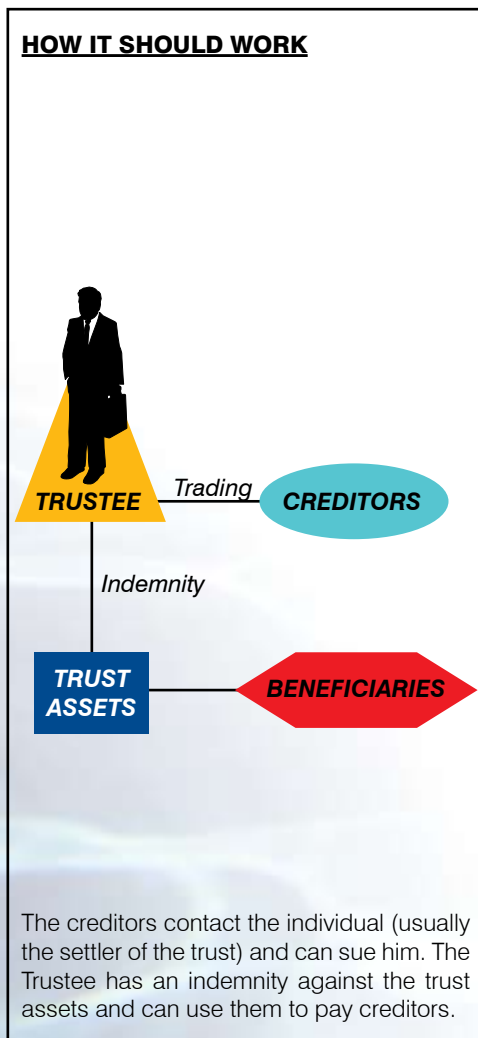 HOW IT SHOULD WORK
TRUSTEE
Trading
CREDITORS
Indemnity
TRUST
ASSETS
BENEFICIARIES
The creditors contact the individual (usually
the settler of the trust) and can sue him. The
Trustee has an indemnity against the trust
assets and can use them to pay creditors.